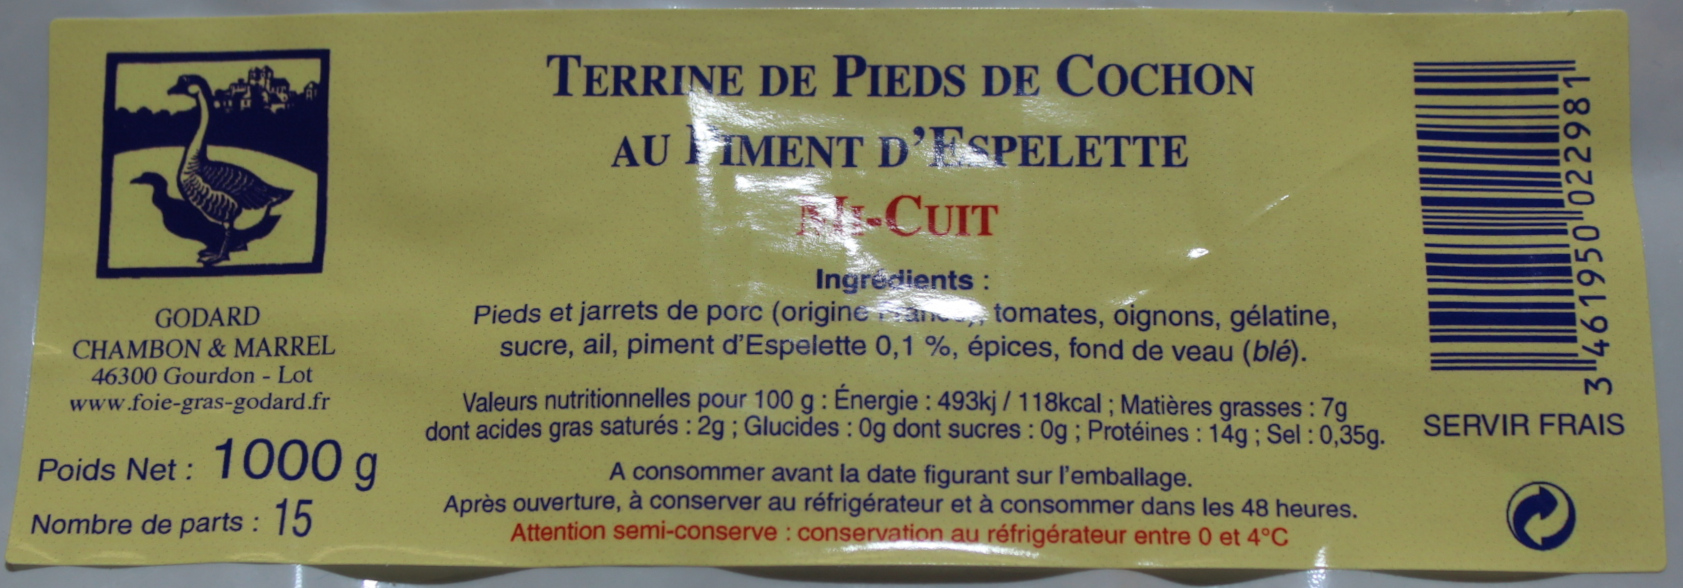 TERRINE DE PIEDS DE COCHON
AU PIMENT D'ESPELETTE
MI-CUIT
Ingrédients :
Pieds et jarrets de porc (origine France), tomates, oignons, gélatine,
sucre, ail, piment d'Espelette 0,1 %, épices, fond de veau (blé).
Valeurs nutritionnelles pour 100 g : Énergie : 493kj / 118kcal ; Matières grasses : 7g
dont acides gras saturés : 2g ; Glucides : 0g dont sucres : 0g ; Protéines : 14g ; Sel : 0,35g.
A consommer avant la date figurant sur l'emballage.
Après ouverture, à conserver au réfrigérateur et à consommer dans les 48 heures.
Attention semi-conserve : conservation au réfrigérateur entre 0 et 4°C
GODARD
CHAMBON & MARREL
46300 Gourdon - Lot
www.foie-gras-godard.fr
Poids Net : 1000 g
Nombre de parts : 15
3 461950 022981
SERVIR FRAIS